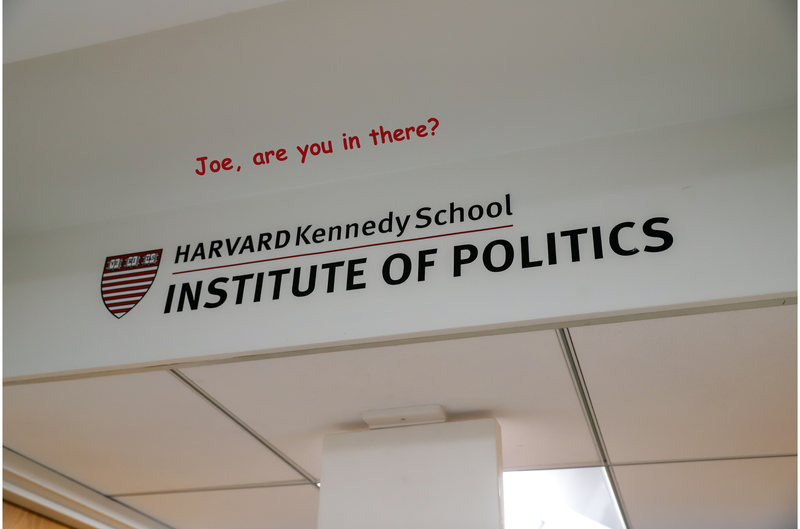 Joe, are you in there?
HARVARD Kennedy School
INSTITUTE OF POLITICS